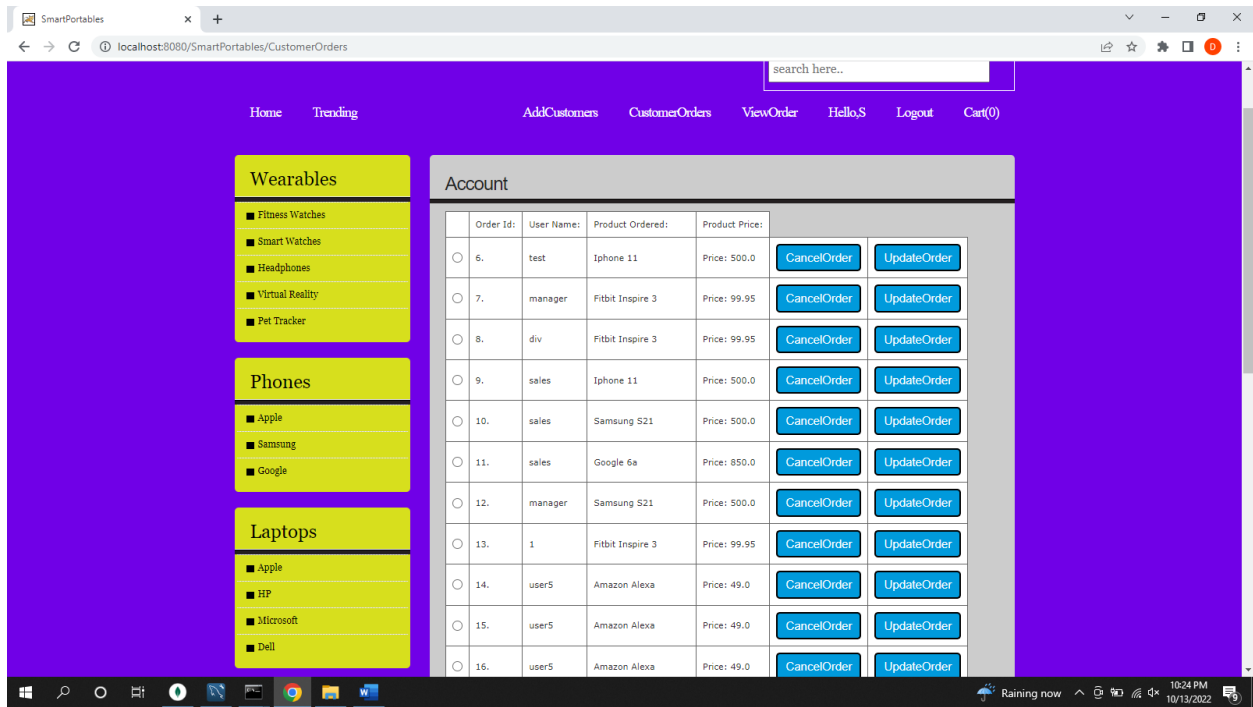 SmartPortables
localhost:8080/SmartPortables/CustomerOrders
D
search here..
Home Trending AddCustomers CustomerOrders ViewOrder Hello,S Logout Cart(0)
Wearables
Fitness Watches
Smart Watches
Headphones
Virtual Reality
Pet Tracker
Phones
Apple
Samsung
Google
Laptops
Apple
HP
Microsoft
Dell
Account
Order Id: User Name: Product Ordered: Product Price:
6. test Iphone 11 Price: 500.0 CancelOrder UpdateOrder
7. manager Fitbit Inspire 3 Price: 99.95 CancelOrder UpdateOrder
8. div Fitbit Inspire 3 Price: 99.95 CancelOrder UpdateOrder
9. sales Iphone 11 Price: 500.0 CancelOrder UpdateOrder
10. sales Samsung S21 Price: 500.0 CancelOrder UpdateOrder
11. sales Google 6a Price: 850.0 CancelOrder UpdateOrder
12. manager Samsung S21 Price: 500.0 CancelOrder UpdateOrder
13. 1 Fitbit Inspire 3 Price: 99.95 CancelOrder UpdateOrder
14. user5 Amazon Alexa Price: 49.0 CancelOrder UpdateOrder
15. user5 Amazon Alexa Price: 49.0 CancelOrder UpdateOrder
16. user5 Amazon Alexa Price: 49.0 CancelOrder UpdateOrder
Raining now
10:24 PM
10/13/2022
9